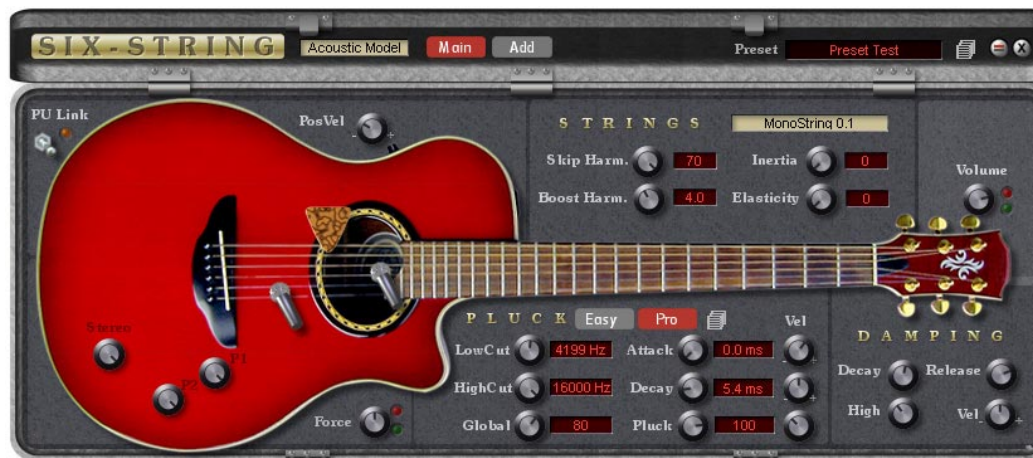 SIX-STRING Acoustic Model Main Add Preset Preset Test
PU Link
PosVel - +
STRINGS MonoString 0.1
Skip Harm. 70 Inertia 0
Boost Harm. 4.0 Elasticity 0
Volume
Stereo
P1
P2
Force
PLUCK Easy Pro Vel
LowCut 4199 Hz Attack 0.0 ms - +
HighCut 16000 Hz Decay 5.4 ms - +
Global 80 Pluck 100
DAMPING
Decay Release
High Vel - +